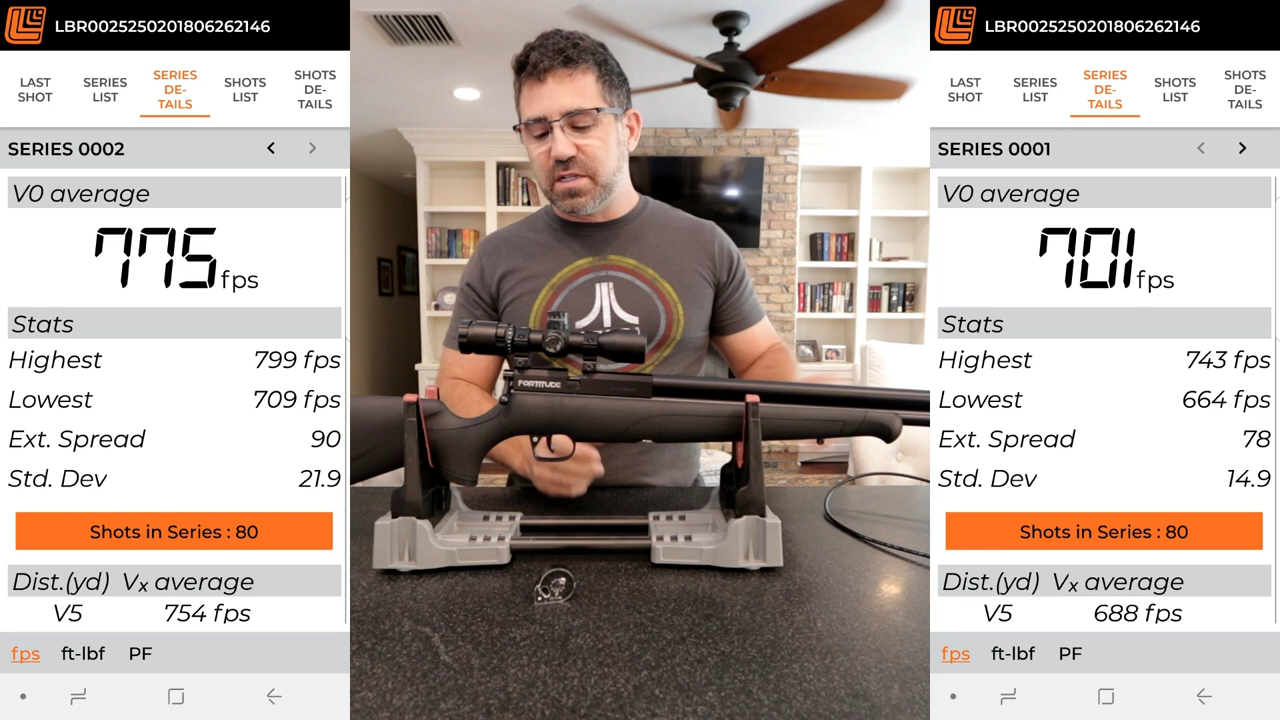 LBR0025250201806262146
LAST SHOT
SERIES LIST
SERIES DE-TAILS
SHOTS LIST
SHOTS DE-TAILS
SERIES 0002
V0 average
775 fps
Stats
Highest 799 fps
Lowest 709 fps
Ext. Spread 90
Std. Dev 21.9
Shots in Series : 80
Dist.(yd) Vx average
V5 754 fps
fps ft-lbf PF
FORTITUDE
LBR0025250201806262146
LAST SHOT
SERIES LIST
SERIES DE-TAILS
SHOTS LIST
SHOTS DE-TAILS
SERIES 0001
V0 average
701 fps
Stats
Highest 743 fps
Lowest 664 fps
Ext. Spread 78
Std. Dev 14.9
Shots in Series : 80
Dist.(yd) Vx average
V5 688 fps
fps ft-lbf PF